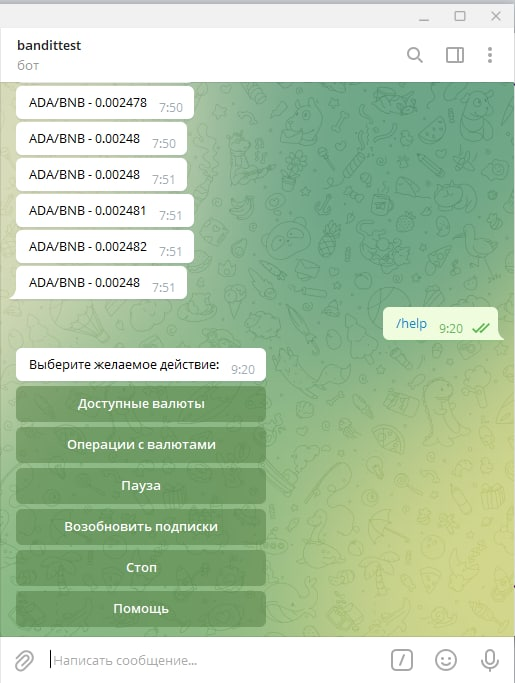 bandittest
бот
ADA/BNB - 0.002478 7:50
ADA/BNB - 0.00248 7:50
ADA/BNB - 0.00248 7:51
ADA/BNB - 0.002481 7:51
ADA/BNB - 0.002482 7:51
ADA/BNB - 0.00248 7:51
/help 9:20
Выберите желаемое действие: 9:20
Доступные валюты
Операции с валютами
Пауза
Возобновить подписки
Стоп
Помощь
Написать сообщение...